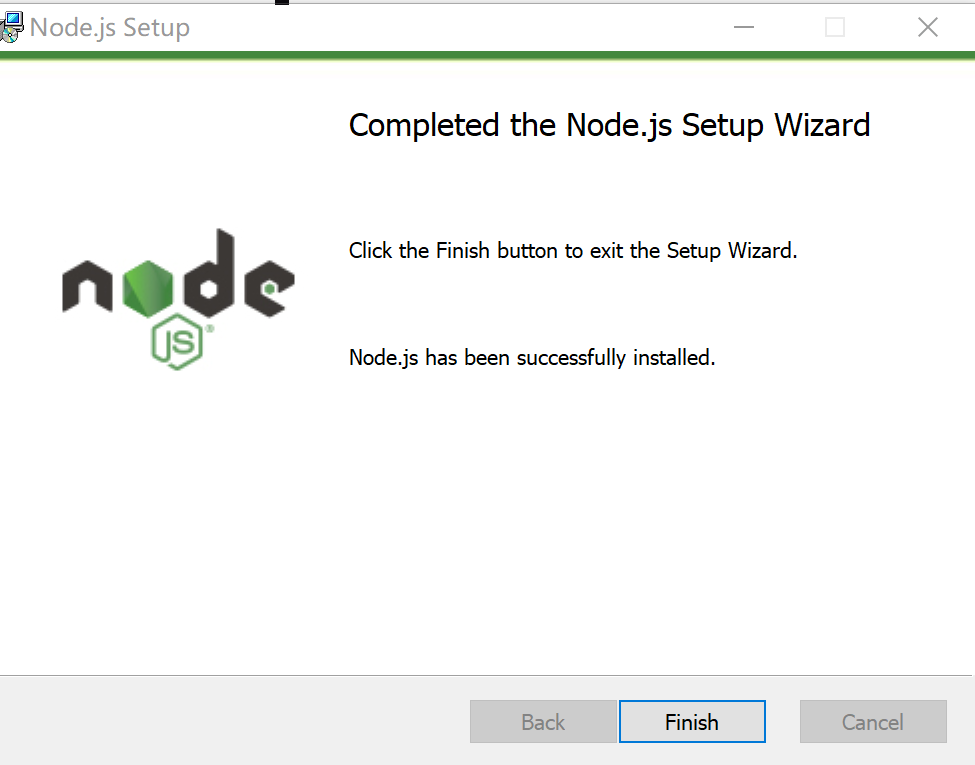 Node.js Setup
Completed the Node.js Setup Wizard
Click the Finish button to exit the Setup Wizard.
node
JS®
Node.js has been successfully installed.
Back
Finish
Cancel